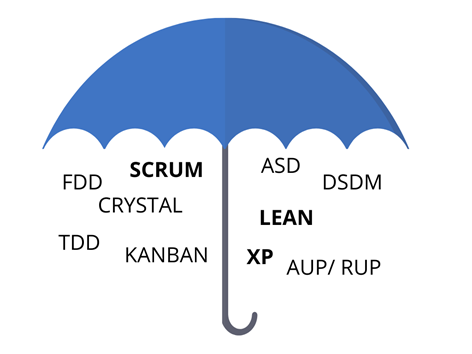 FDD
SCRUM
CRYSTAL
TDD
KANBAN
ASD
DSDM
LEAN
XP
AUP/ RUP